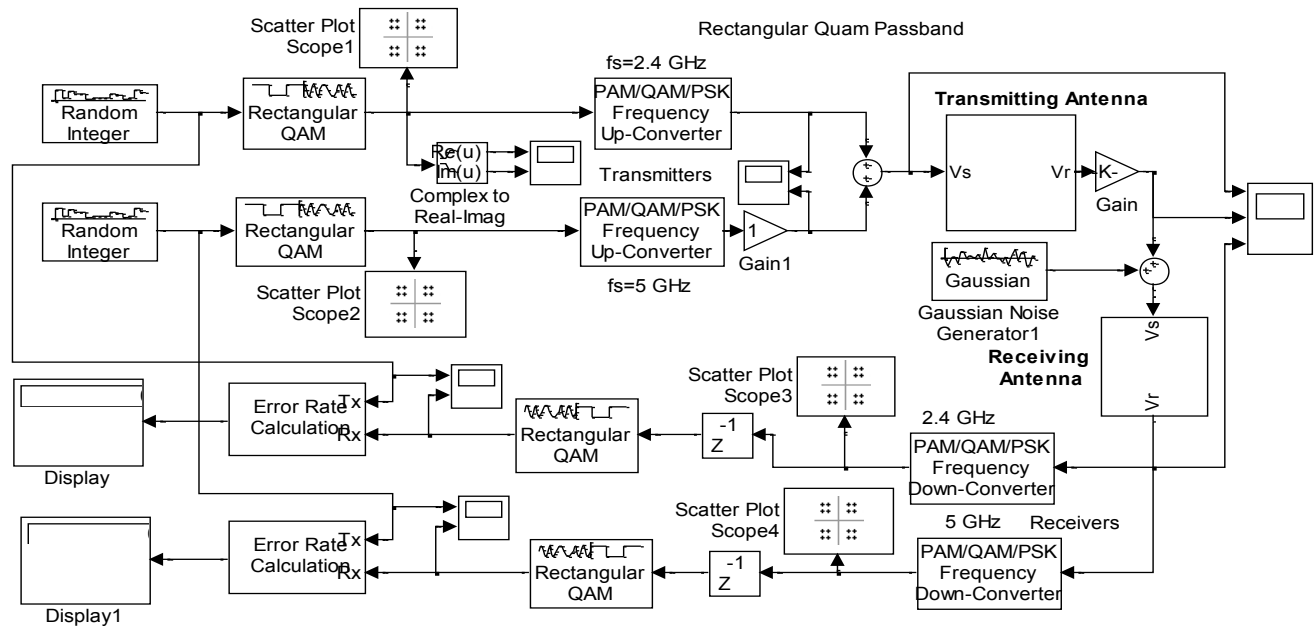 Scatter Plot
Scope1
Rectangular Quam Passband
fs=2.4 GHz
Random
Integer
Rectangular
QAM
PAM/QAM/PSK
Frequency
Up-Converter
Transmitting Antenna
Re(u)
Im(u)
Complex to
Real-Imag
Transmitters
Vs
Vr
K-
Gain
Random
Integer
Rectangular
QAM
PAM/QAM/PSK
Frequency
Up-Converter
1
Gain1
fs=5 GHz
Scatter Plot
Scope2
Gaussian
Gaussian Noise
Generator1
Vs
Receiving
Antenna
Vr
Scatter Plot
Scope3
2.4 GHz
Error Rate
Calculation
Tx
Rx
Rectangular
QAM
-1
Z
PAM/QAM/PSK
Frequency
Down-Converter
Display
Scatter Plot
Scope4
5 GHz
Receivers
Error Rate
Calculation
Tx
Rx
Rectangular
QAM
-1
Z
PAM/QAM/PSK
Frequency
Down-Converter
Display1